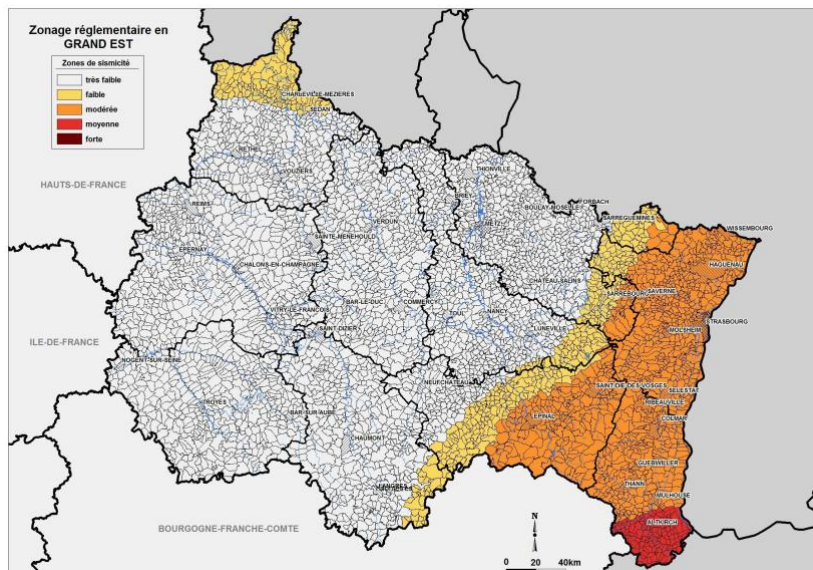 Zonage réglementaire en
GRAND EST
Zones de sismicité
très faible
faible
modérée
moyenne
forte
CHARLEVILLE-MEZIERES
SEDAN
RETHEL
VOUZIERS
HAUTS-DE-FRANCE
THIONVILLE
BRIEY
FORBACH
BOULAY-MOSELLE
REIMS
VERDUN
METZ
SARREGUEMINES
WISSEMBOURG
SAINTE-MENEHOULD
EPERNAY
HAGUENAU
CHALONS-EN-CHAMPAGNE
CHATEAU-SALINS
SARREBOURG
SAVERNE
BAR-LE-DUC
COMMERCY
VITRY-LE-FRANCOIS
TOUL
NANCY
STRASBOURG
MOLSHEIM
SAINT-DIZIER
LUNEVILLE
ILE-DE-FRANCE
NOGENT-SUR-SEINE
NEUFCHATEAU
SAINT-DIE-DES-VOSGES
SELESTAT
TROYES
RIBEAUVILLE
BAR-SUR-AUBE
EPINAL
COLMAR
CHAUMONT
GUEBWILLER
THANN
LANGRES
MULHOUSE
BOURGOGNE-FRANCHE-COMTE
ALTKIRCH
N
0 20 40km